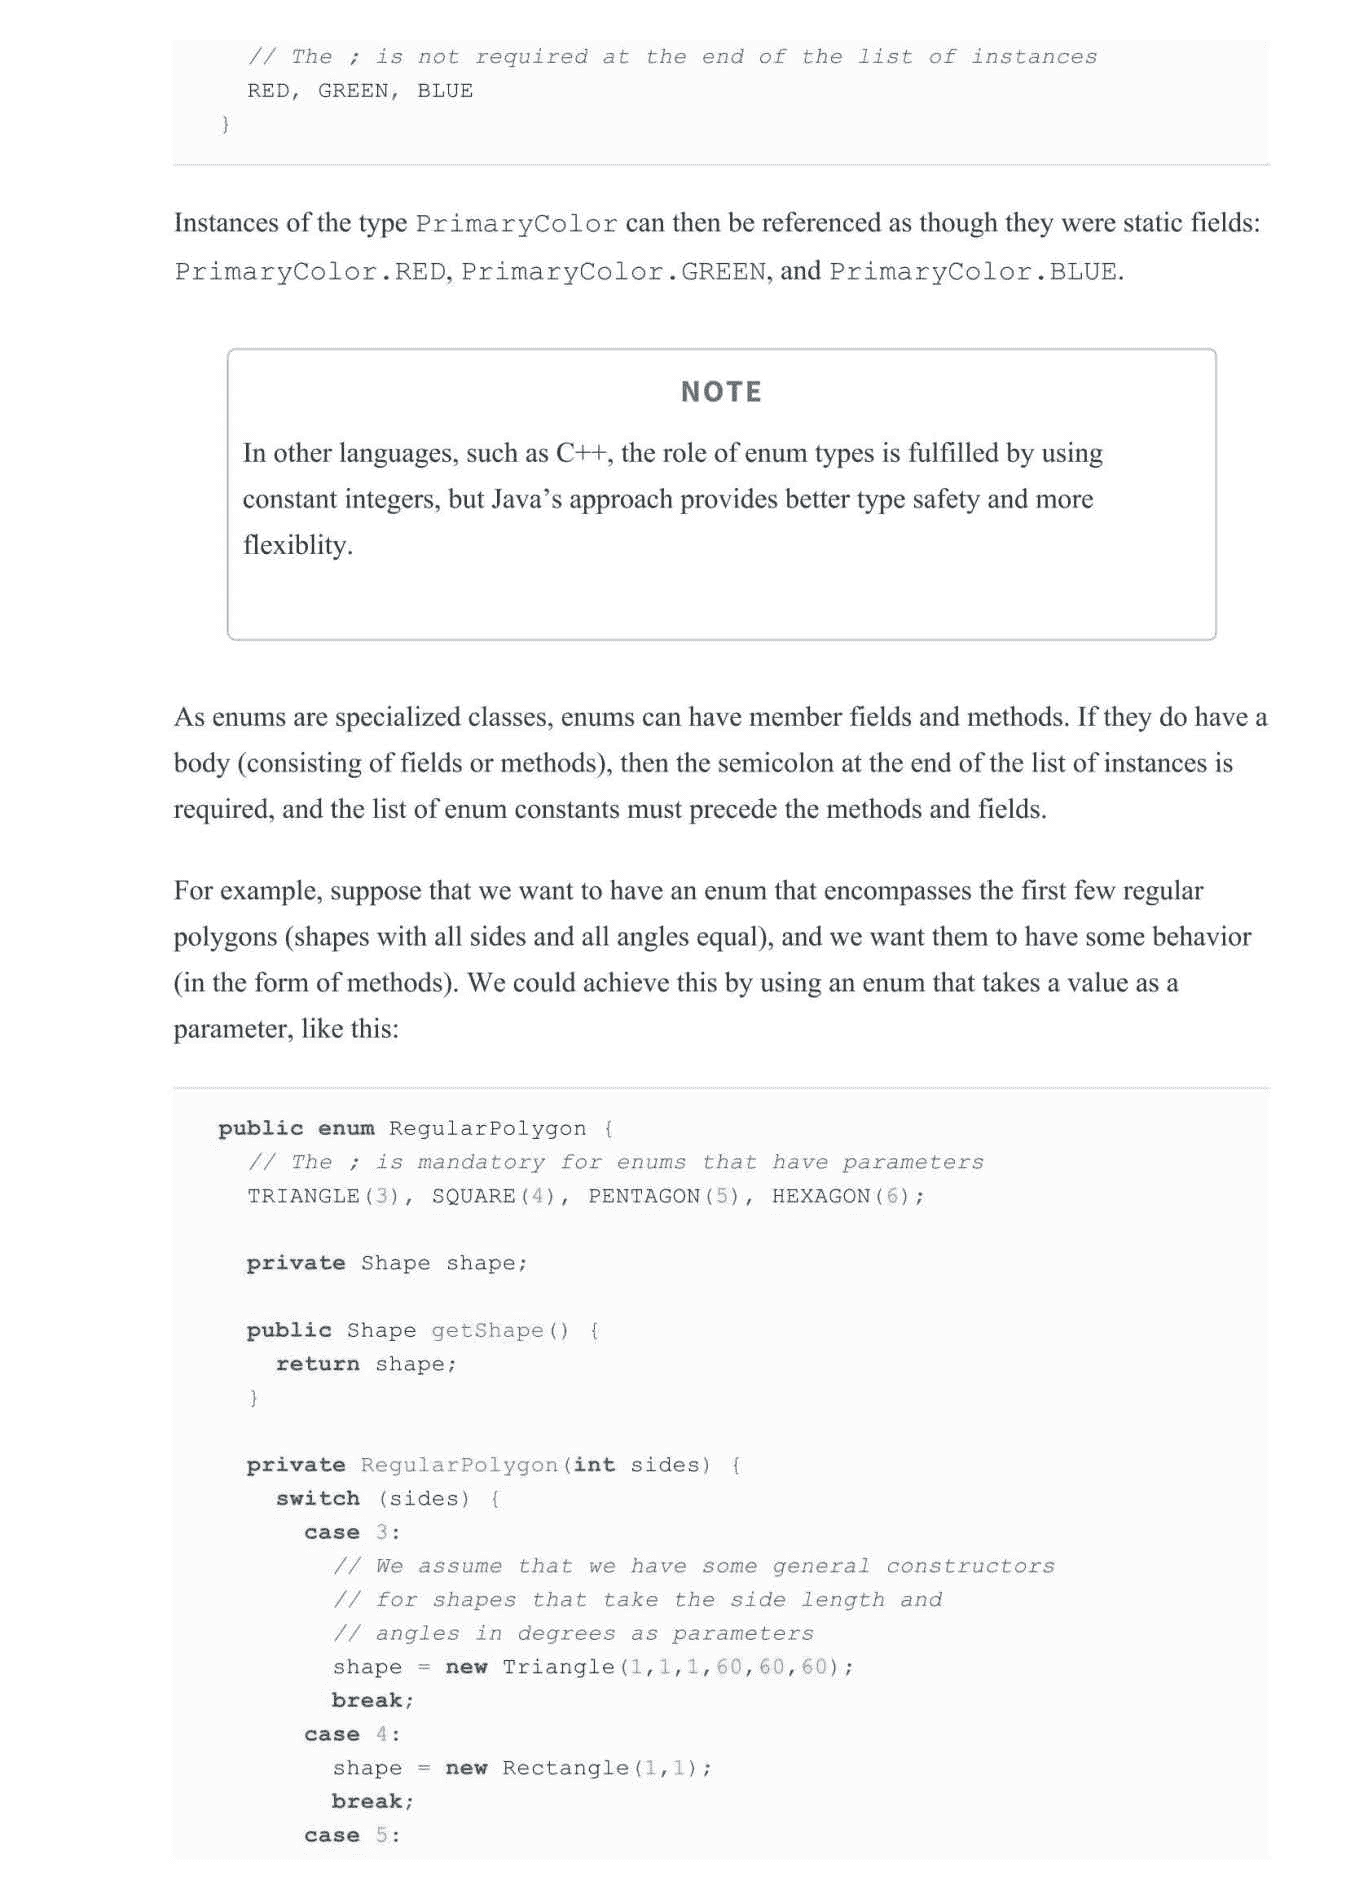 // The ; is not required at the end of the list of instances
RED, GREEN, BLUE
}
Instances of the type PrimaryColor can then be referenced as though they were static fields:
PrimaryColor.RED, PrimaryColor.GREEN, and PrimaryColor.BLUE.
NOTE
In other languages, such as C++, the role of enum types is fulfilled by using
constant integers, but Java’s approach provides better type safety and more
flexiblity.
As enums are specialized classes, enums can have member fields and methods. If they do have a
body (consisting of fields or methods), then the semicolon at the end of the list of instances is
required, and the list of enum constants must precede the methods and fields.
For example, suppose that we want to have an enum that encompasses the first few regular
polygons (shapes with all sides and all angles equal), and we want them to have some behavior
(in the form of methods). We could achieve this by using an enum that takes a value as a
parameter, like this:
public enum RegularPolygon {
// The ; is mandatory for enums that have parameters
TRIANGLE(3), SQUARE(4), PENTAGON(5), HEXAGON(6);
private Shape shape;
public Shape getShape() {
return shape;
}
private RegularPolygon(int sides) {
switch (sides) {
case 3:
// We assume that we have some general constructors
// for shapes that take the side length and
// angles in degrees as parameters
shape = new Triangle(1,1,1,60,60,60);
break;
case 4:
shape = new Rectangle(1,1);
break;
case 5: